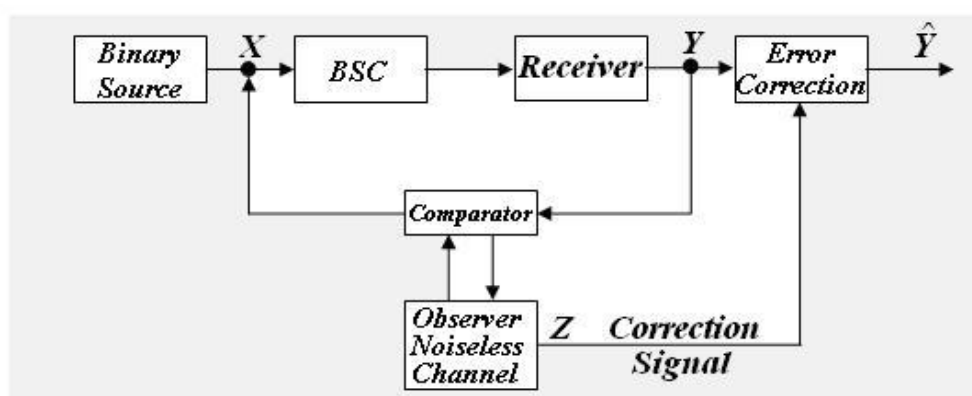 Binary
Source
X
BSC
Receiver
Y
Error
Correction
Ŷ
Comparator
Observer
Noiseless
Channel
Z Correction
Signal